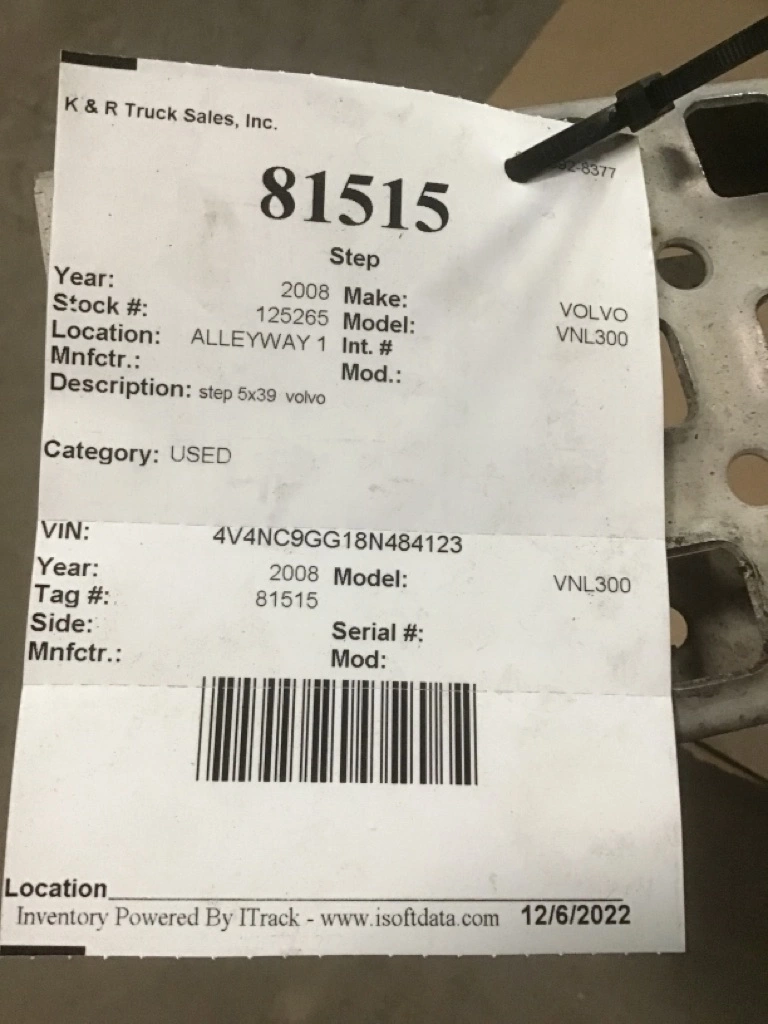 K & R Truck Sales, Inc.
2-8377
81515
Step
Year: 2008 Make: VOLVO
Stock #: 125265 Model: VNL300
Location: ALLEYWAY 1 Int. #
Mnfctr.: Mod.:
Description: step 5x39 volvo
Category: USED
VIN: 4V4NC9GG18N484123
Year: 2008 Model: VNL300
Tag #: 81515
Side: Serial #:
Mnfctr.: Mod:
Location
Inventory Powered By ITrack - www.isoftdata.com 12/6/2022